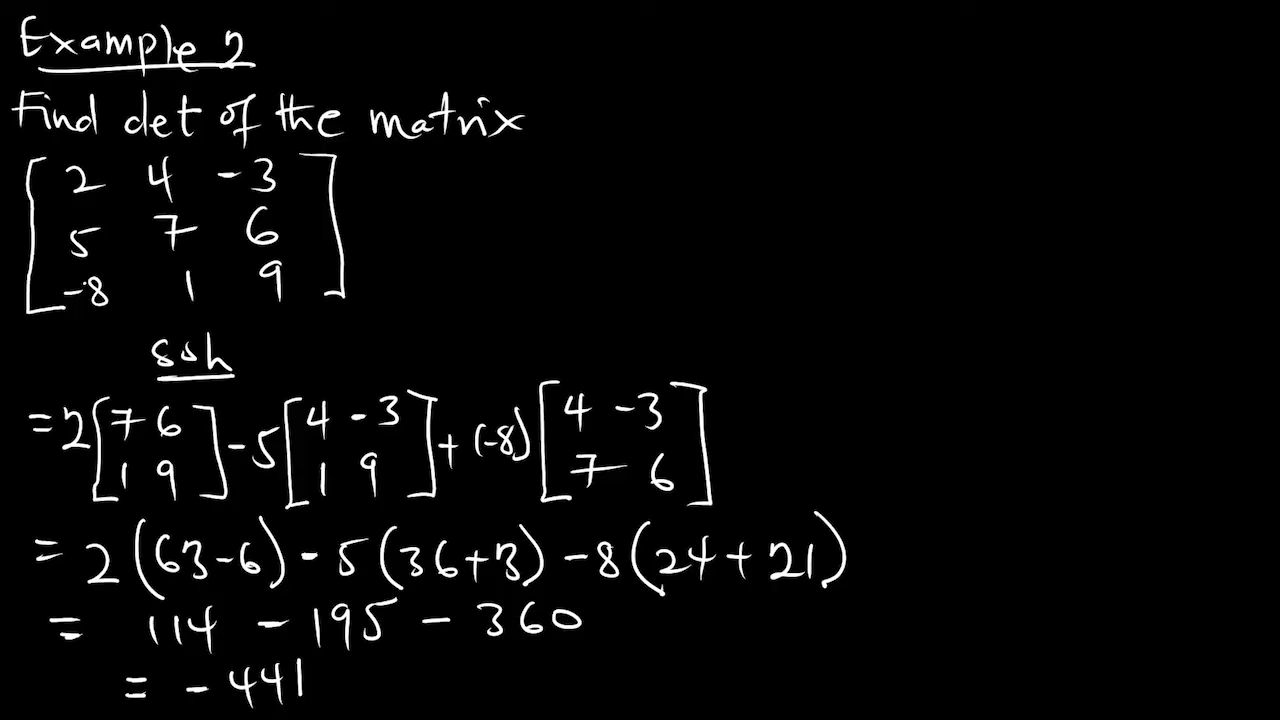 Example 2
Find det of the matrix
[2 4 -3
5 7 6
-8 1 9]
soln
=2[7 6 1 9] -5[4 -3 1 9] + (-8)[4 -3 7 6]
= 2(63-6) - 5(36+3) - 8(24+21)
= 114 - 195 - 360
= -441